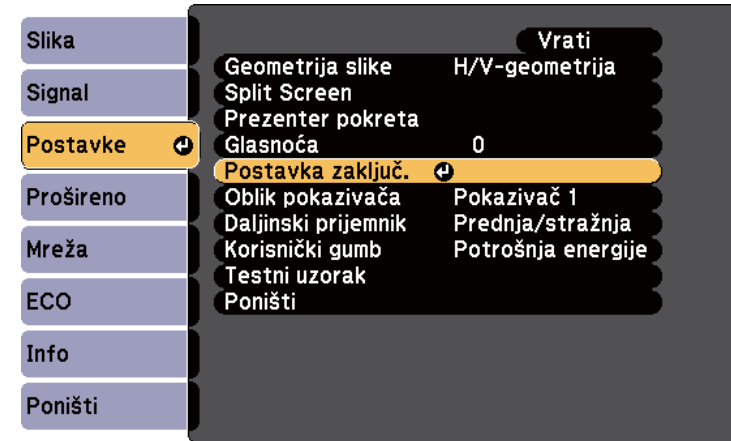 Slika
Signal
Postavke
Prošireno
Mreža
ECO
Info
Poništi
Vrati
Geometrija slike H/V-geometrija
Split Screen
Prezenter pokreta
Glasnoća 0
Postavka zaključ.
Oblik pokazivača Pokazivač 1
Daljinski prijemnik Prednja/stražnja
Korisnički gumb Potrošnja energije
Testni uzorak
Poništi